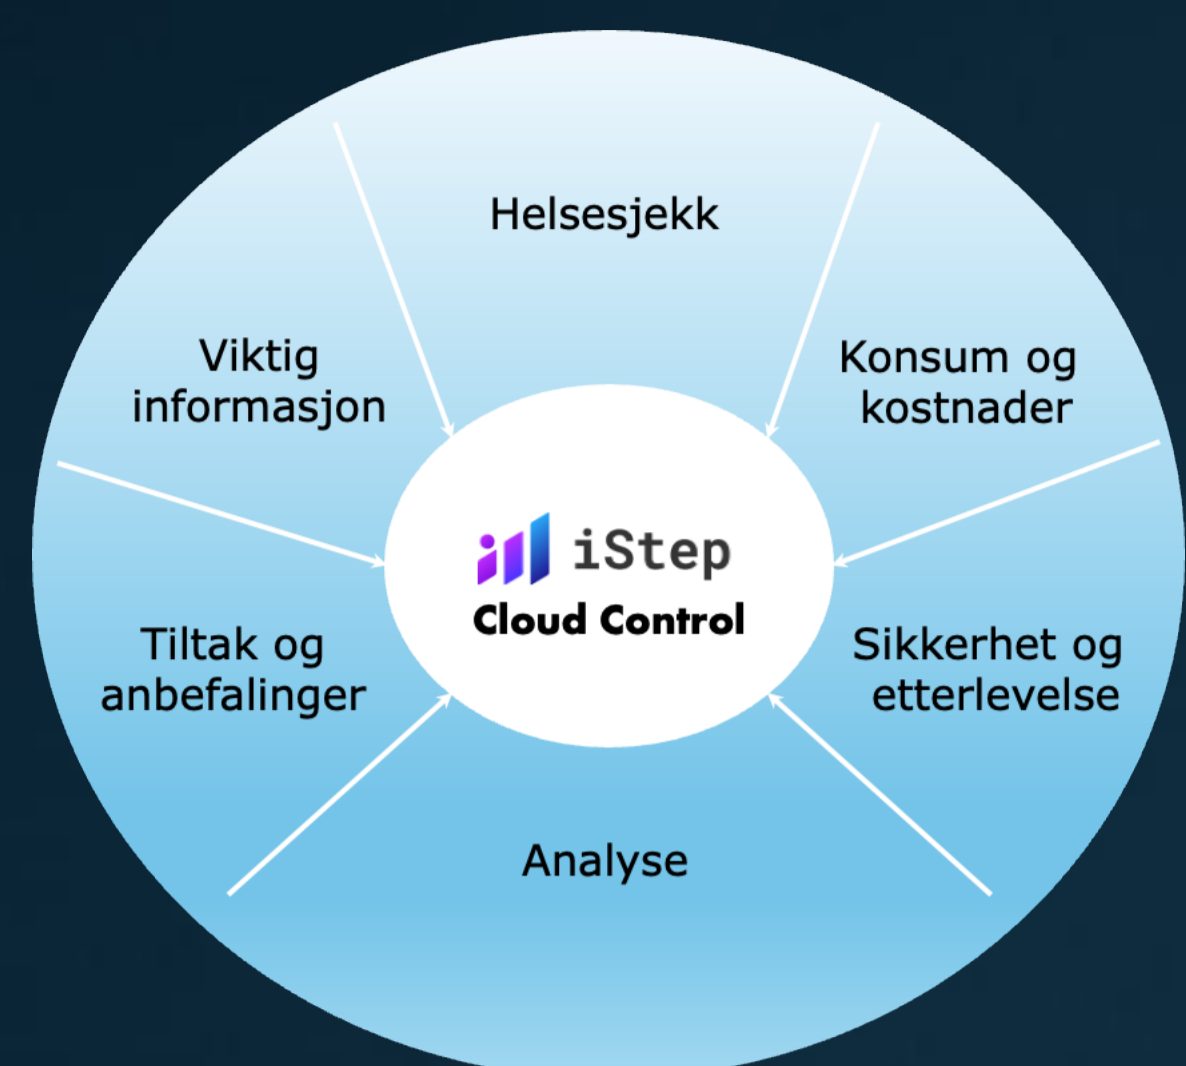 Helsesjekk
Viktig
informasjon
Konsum og
kostnader
iStep
Cloud Control
Tiltak og
anbefalinger
Sikkerhet og
etterlevelse
Analyse